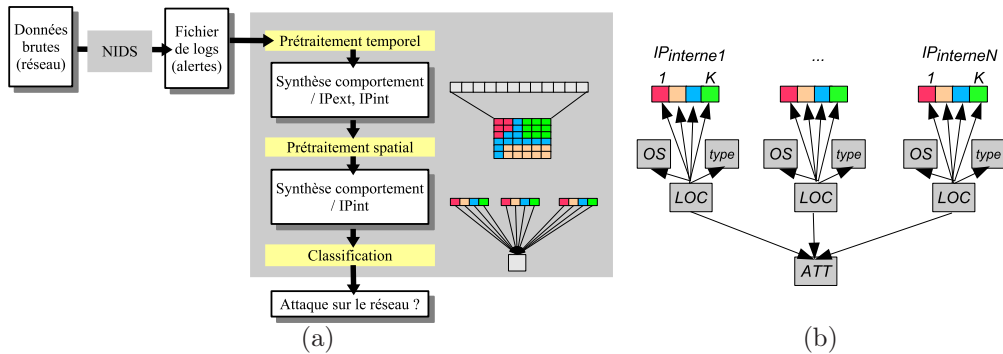 Données
brutes
(réseau)
NIDS
Fichier
de logs
(alertes)
Prétraitement temporel
Synthèse comportement
/ IPext, IPint
Prétraitement spatial
Synthèse comportement
/ IPint
Classification
Attaque sur le réseau ?
(a)
IPinterne1
...
IPinterneN
1 K
1 K
OS
type
OS
type
OS
type
LOC
LOC
LOC
ATT
(b)